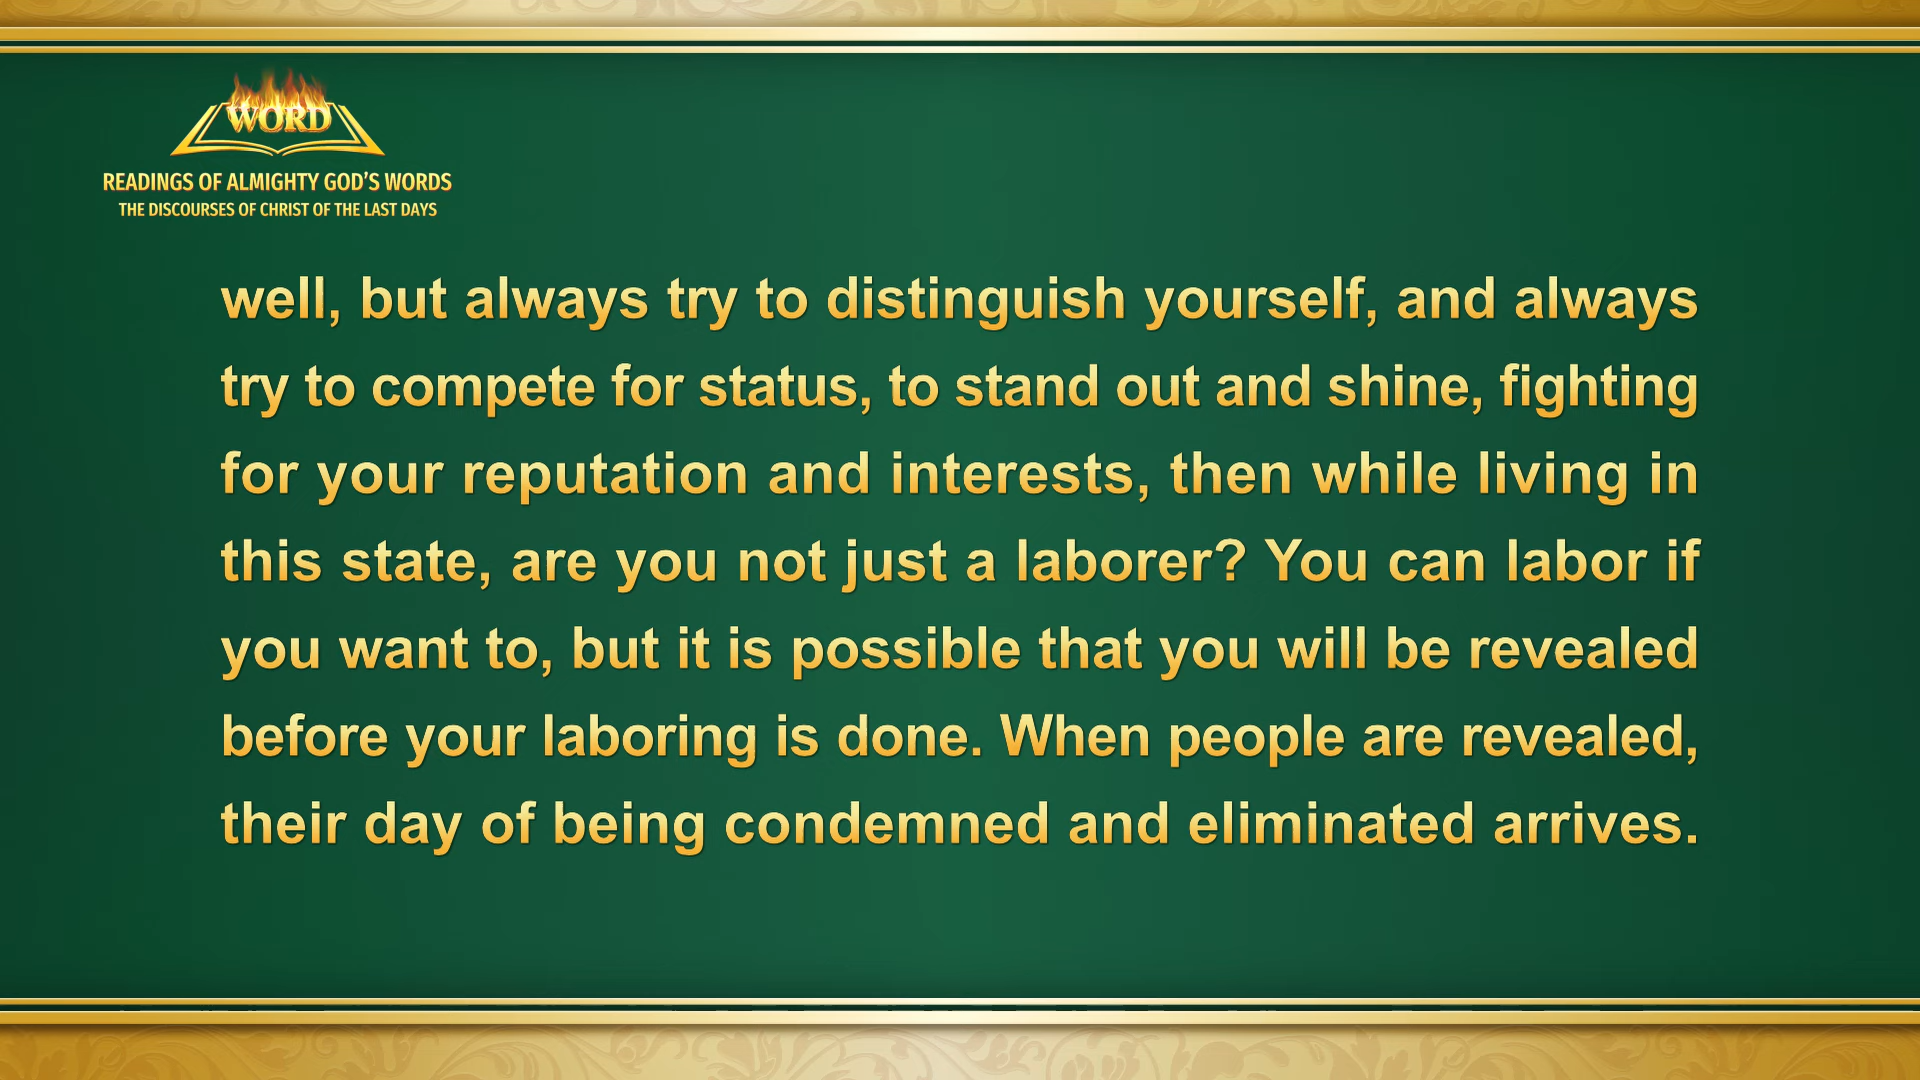 WORD
READINGS OF ALMIGHTY GOD'S WORDS
THE DISCOURSES OF CHRIST OF THE LAST DAYS
well, but always try to distinguish yourself, and always
try to compete for status, to stand out and shine, fighting
for your reputation and interests, then while living in
this state, are you not just a laborer? You can labor if
you want to, but it is possible that you will be revealed
before your laboring is done. When people are revealed,
their day of being condemned and eliminated arrives.